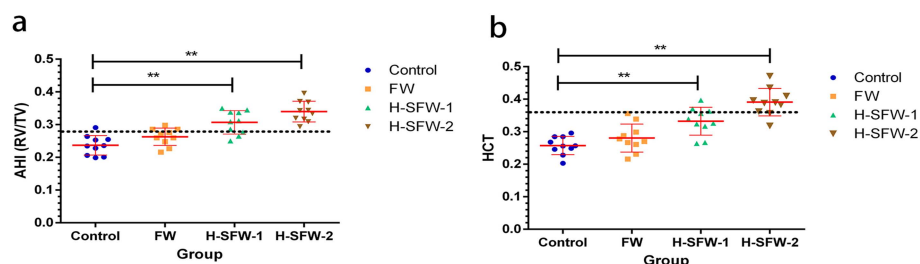 a
AHI (RV/TV)
0.5
0.4
0.3
0.2
0.1
0.0
**
**
Control
FW
H-SFW-1
H-SFW-2
Group
Control
FW
H-SFW-1
H-SFW-2
b
HCT
0.5
0.4
0.3
0.2
0.1
0.0
**
**
Control
FW
H-SFW-1
H-SFW-2
Group
Control
FW
H-SFW-1
H-SFW-2